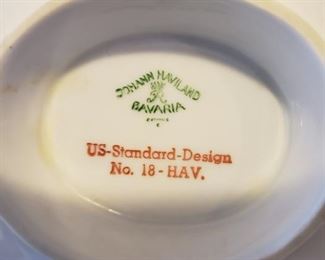 JOHANN HAVILAND
BAVARIA
US-Standard-Design
No. 18-HAV.